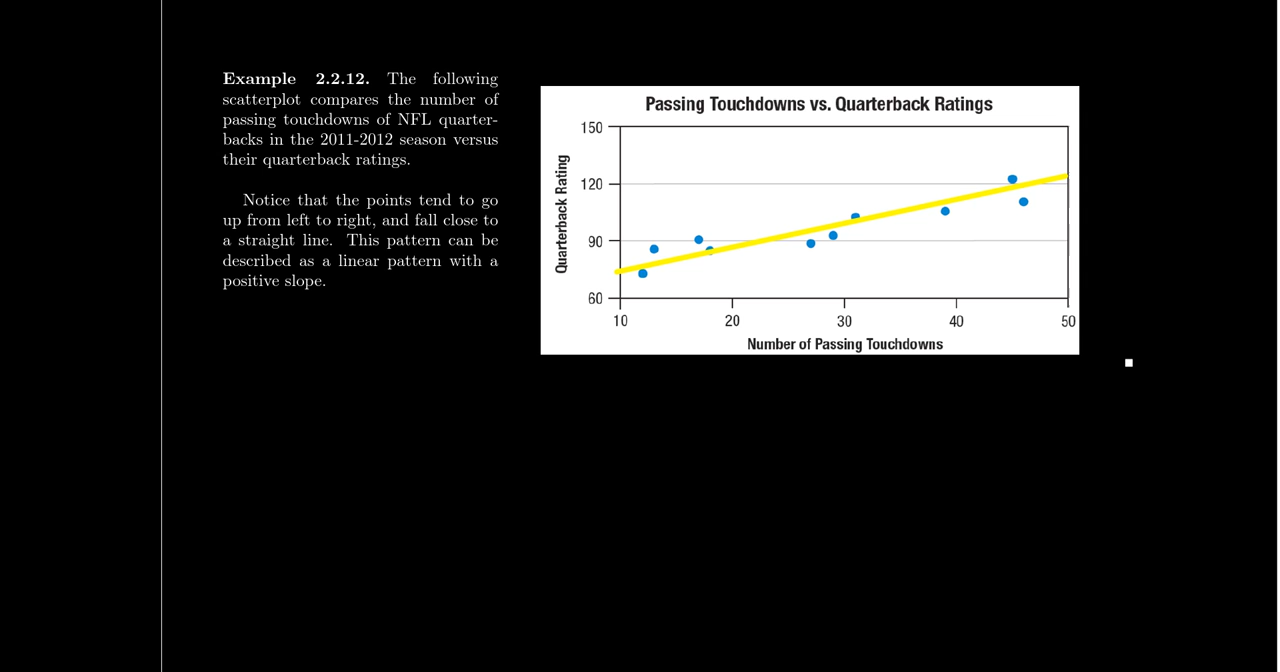 Example 2.2.12. The following
scatterplot compares the number of
passing touchdowns of NFL quarter-
backs in the 2011-2012 season versus
their quarterback ratings.
Notice that the points tend to go
up from left to right, and fall close to
a straight line. This pattern can be
described as a linear pattern with a
positive slope.
Passing Touchdowns vs. Quarterback Ratings
Quarterback Rating
150
120
90
60
10 20 30 40 50
Number of Passing Touchdowns